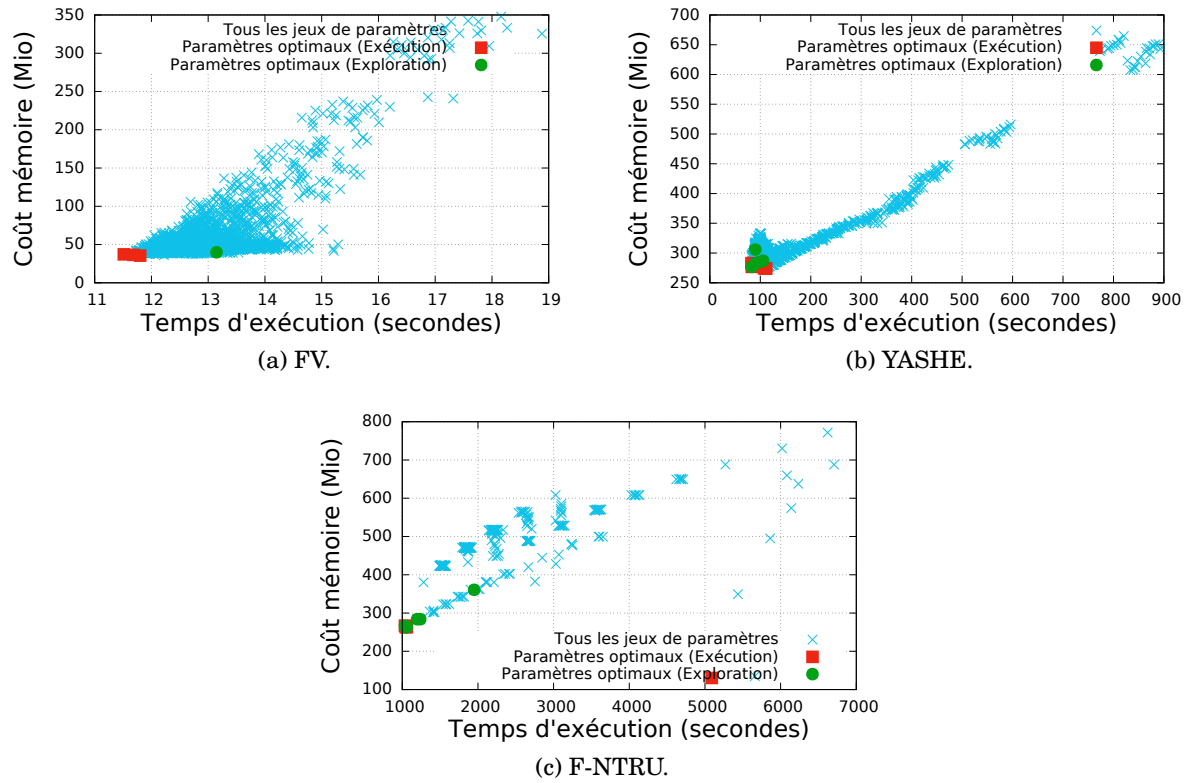 350
300
250
200
150
100
50
0
Coût mémoire (Mio)
Tous les jeux de paramètres
Paramètres optimaux (Exécution)
Paramètres optimaux (Exploration)
11 12 13 14 15 16 17 18 19
Temps d'exécution (secondes)
(a) FV.
700
650
600
550
500
450
400
350
300
250
Coût mémoire (Mio)
Tous les jeux de paramètres
Paramètres optimaux (Exécution)
Paramètres optimaux (Exploration)
0 100 200 300 400 500 600 700 800 900
Temps d'exécution (secondes)
(b) YASHE.
800
700
600
500
400
300
200
100
Coût mémoire (Mio)
Tous les jeux de paramètres
Paramètres optimaux (Exécution)
Paramètres optimaux (Exploration)
1000 2000 3000 4000 5000 6000 7000
Temps d'exécution (secondes)
(c) F-NTRU.